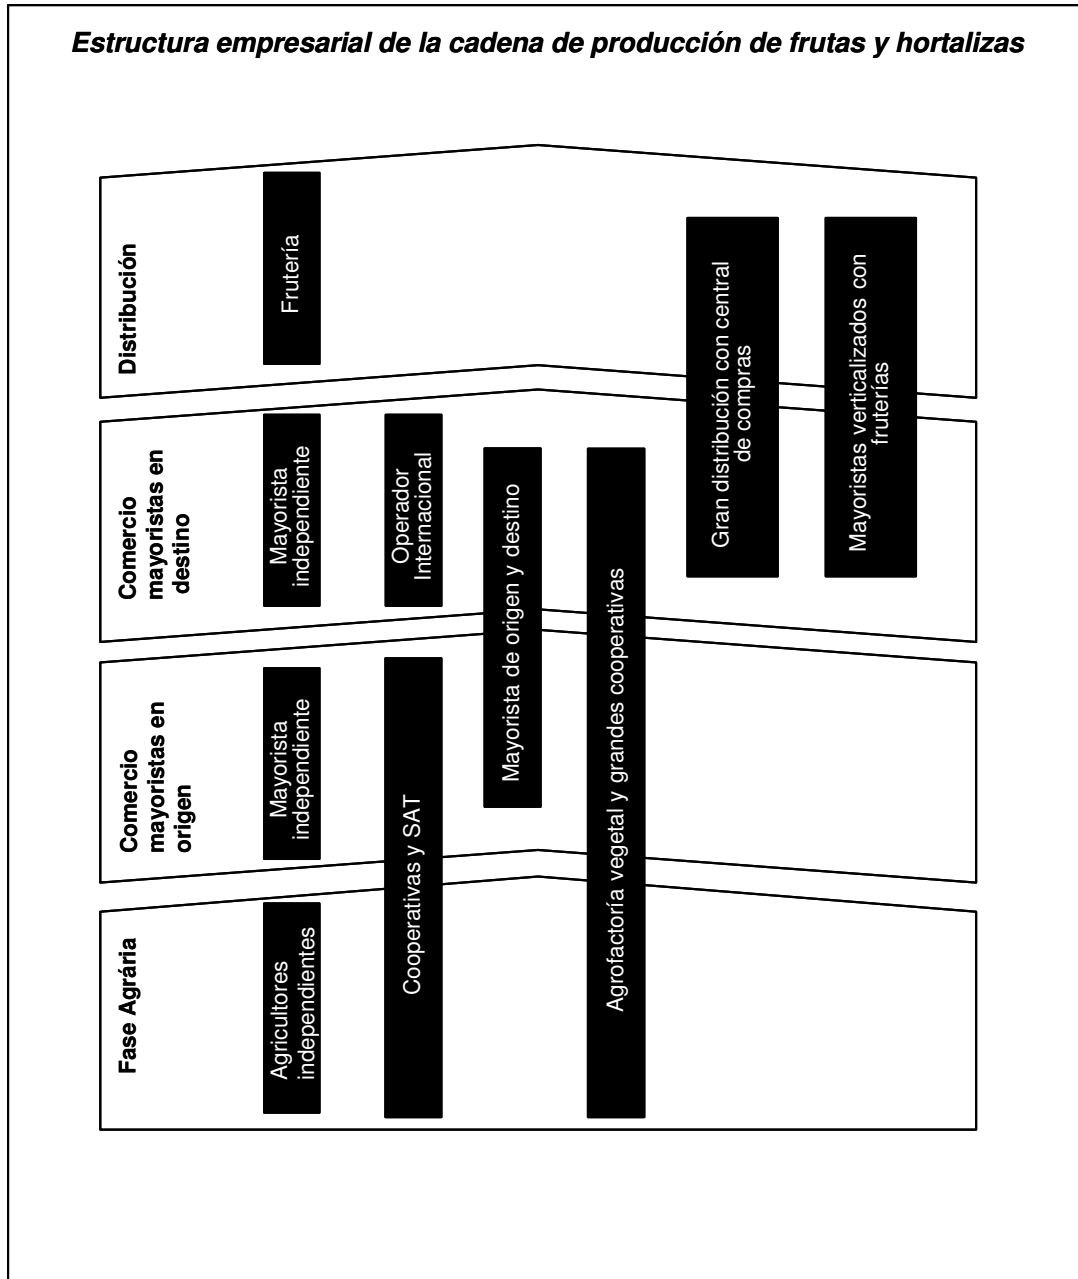 Estructura empresarial de la cadena de producción de frutas y hortalizas
Distribución
Frutería
Gran distribución con central
de compras
Mayoristas verticalizados con
fruterías
Comercio
mayoristas en
destino
Mayorista
independiente
Operador
Internacional
Mayorista de origen y destino
Agrofactoría vegetal y grandes cooperativas
Comercio
mayoristas en
origen
Mayorista
independiente
Cooperativas y SAT
Fase Agrária
Agricultores
independientes